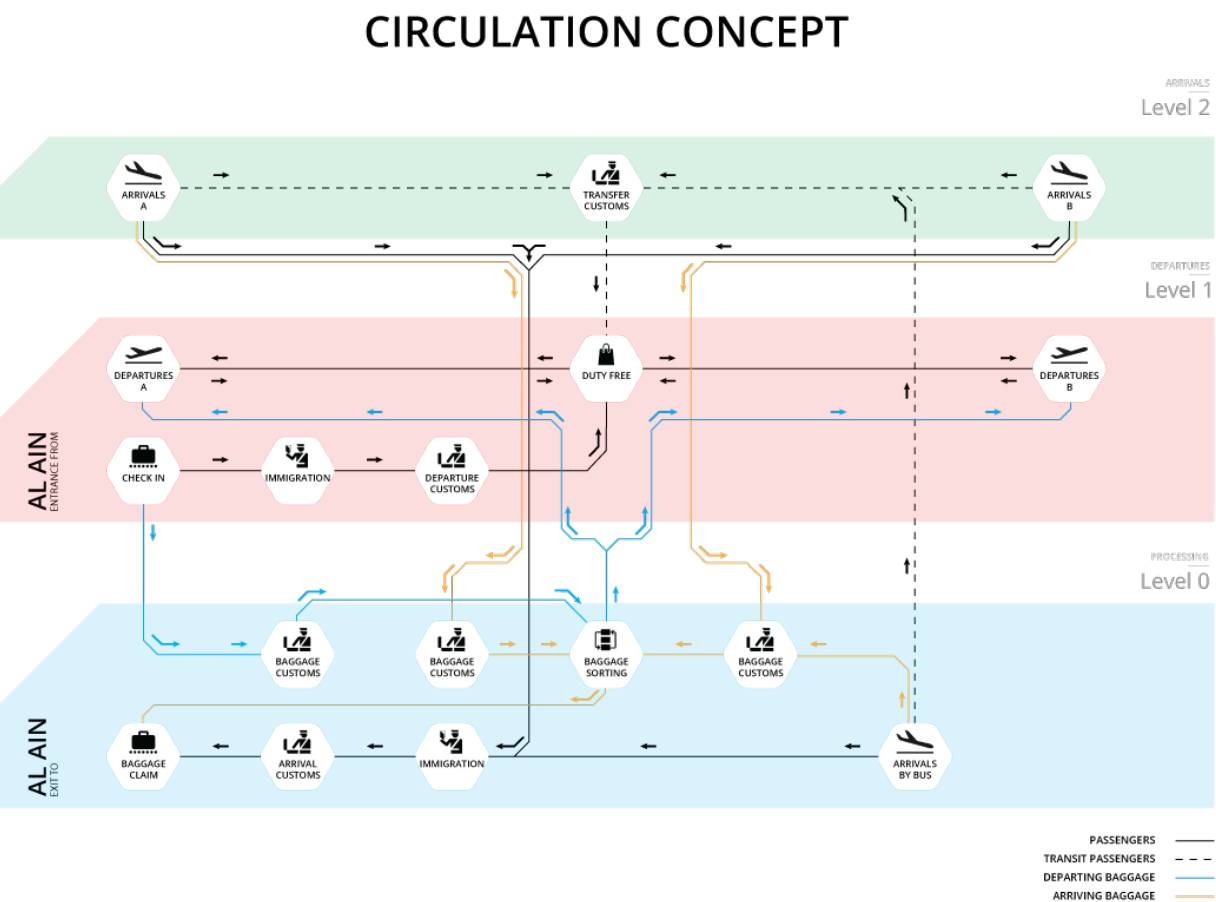 CIRCULATION CONCEPT
ARRIVALS
Level 2
ARRIVALS
A
TRANSFER
CUSTOMS
ARRIVALS
B
DEPARTURES
Level 1
DEPARTURES
A
DUTY FREE
DEPARTURES
B
AL AIN
ENTRANCE FROM
CHECK IN
IMMIGRATION
DEPARTURE
CUSTOMS
PROCESSING
Level 0
BAGGAGE
CUSTOMS
BAGGAGE
CUSTOMS
BAGGAGE
SORTING
BAGGAGE
CUSTOMS
AL AIN
EXIT TO
BAGGAGE
CLAIM
ARRIVAL
CUSTOMS
IMMIGRATION
ARRIVALS
BY BUS
PASSENGERS
TRANSIT PASSENGERS
DEPARTING BAGGAGE
ARRIVING BAGGAGE